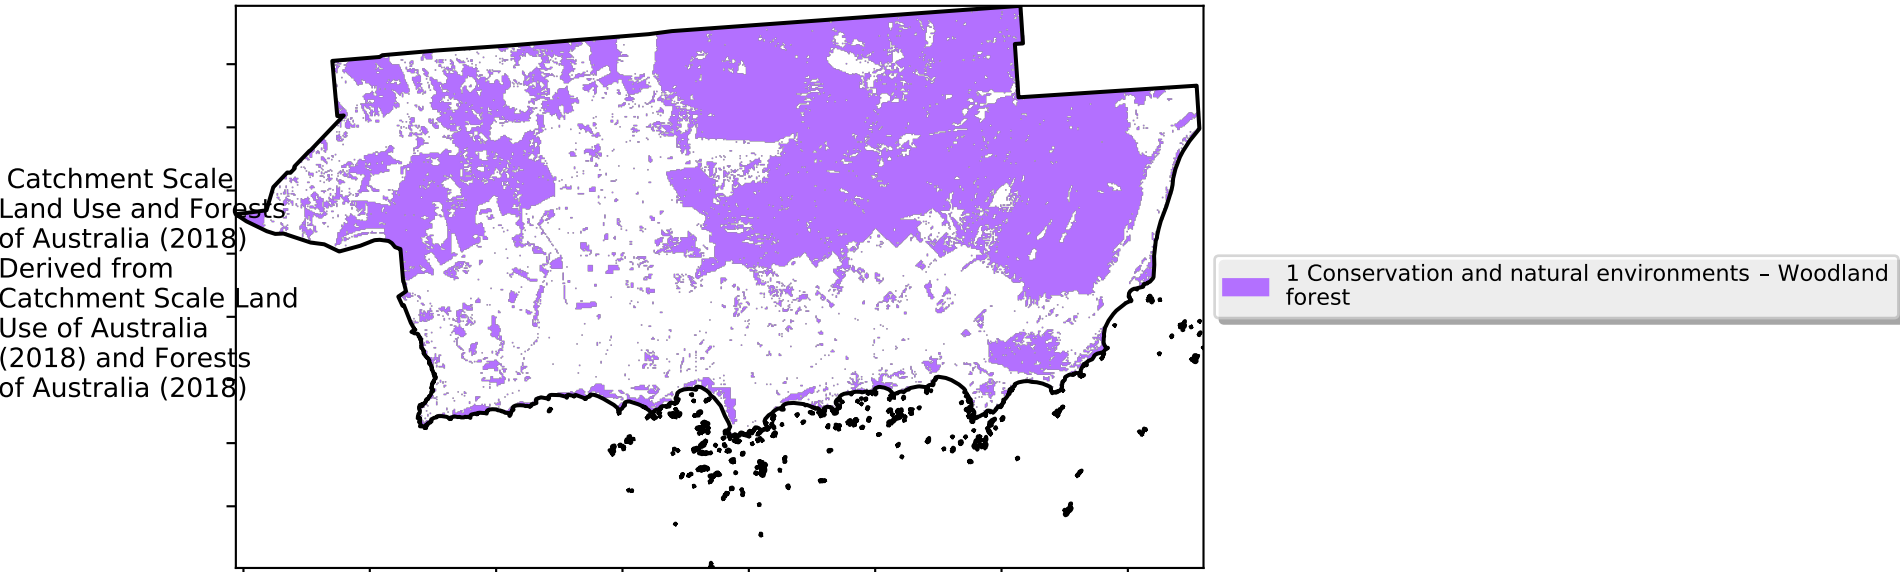 Catchment Scale
Land Use and Forests
of Australia (2018)
Derived from
Catchment Scale Land
Use of Australia
(2018) and Forests
of Australia (2018)
1 Conservation and natural environments – Woodland
forest